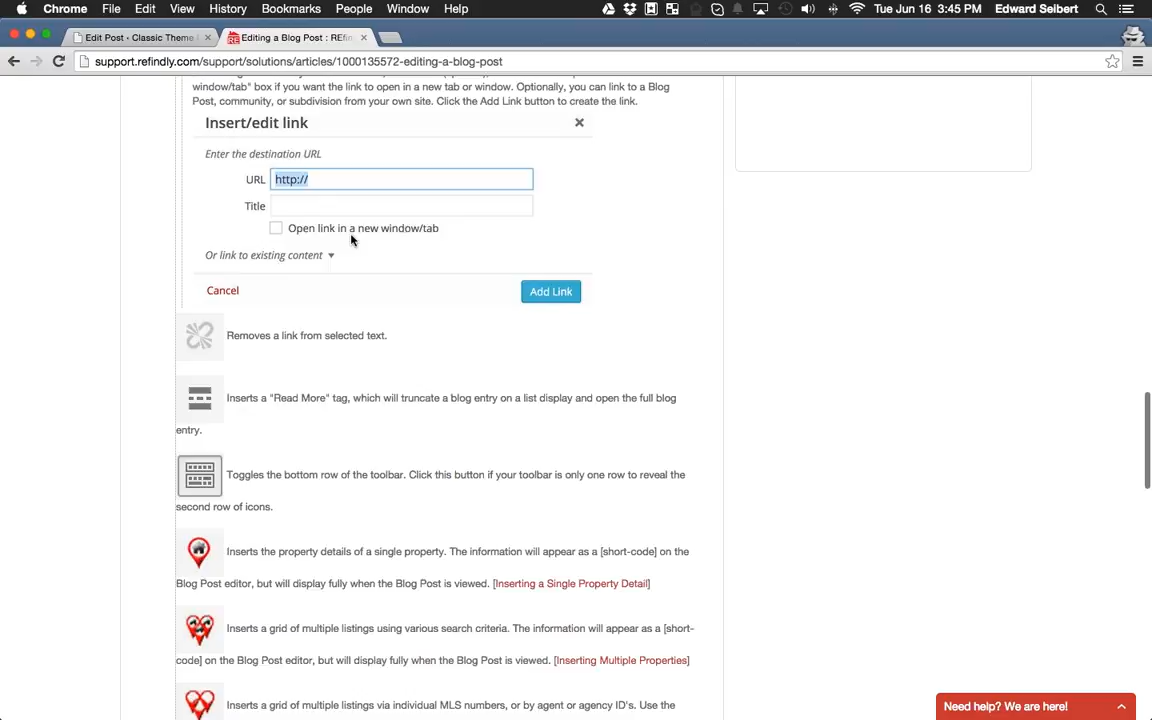 Chrome File Edit View History Bookmarks People Window Help Tue Jun 16 3:45 PM Edward Seibert
Edit Post ‹ Classic Theme
Editing a Blog Post : REfin
support.refindly.com/support/solutions/articles/1000135572-editing-a-blog-post
window/tab" box if you want the link to open in a new tab or window. Optionally, you can link to a Blog
Post, community, or subdivision from your own site. Click the Add Link button to create the link.
Insert/edit link
Enter the destination URL
URL http://
Title
Open link in a new window/tab
Or link to existing content
Cancel Add Link
Removes a link from selected text.
Inserts a "Read More" tag, which will truncate a blog entry on a list display and open the full blog
entry.
Toggles the bottom row of the toolbar. Click this button if your toolbar is only one row to reveal the
second row of icons.
Inserts the property details of a single property. The information will appear as a [short-code] on the
Blog Post editor, but will display fully when the Blog Post is viewed. [Inserting a Single Property Detail]
Inserts a grid of multiple listings using various search criteria. The information will appear as a [short-
code] on the Blog Post editor, but will display fully when the Blog Post is viewed. [Inserting Multiple Properties]
Inserts a grid of multiple listings via individual MLS numbers, or by agent or agency ID's. Use the
Need help? We are here!